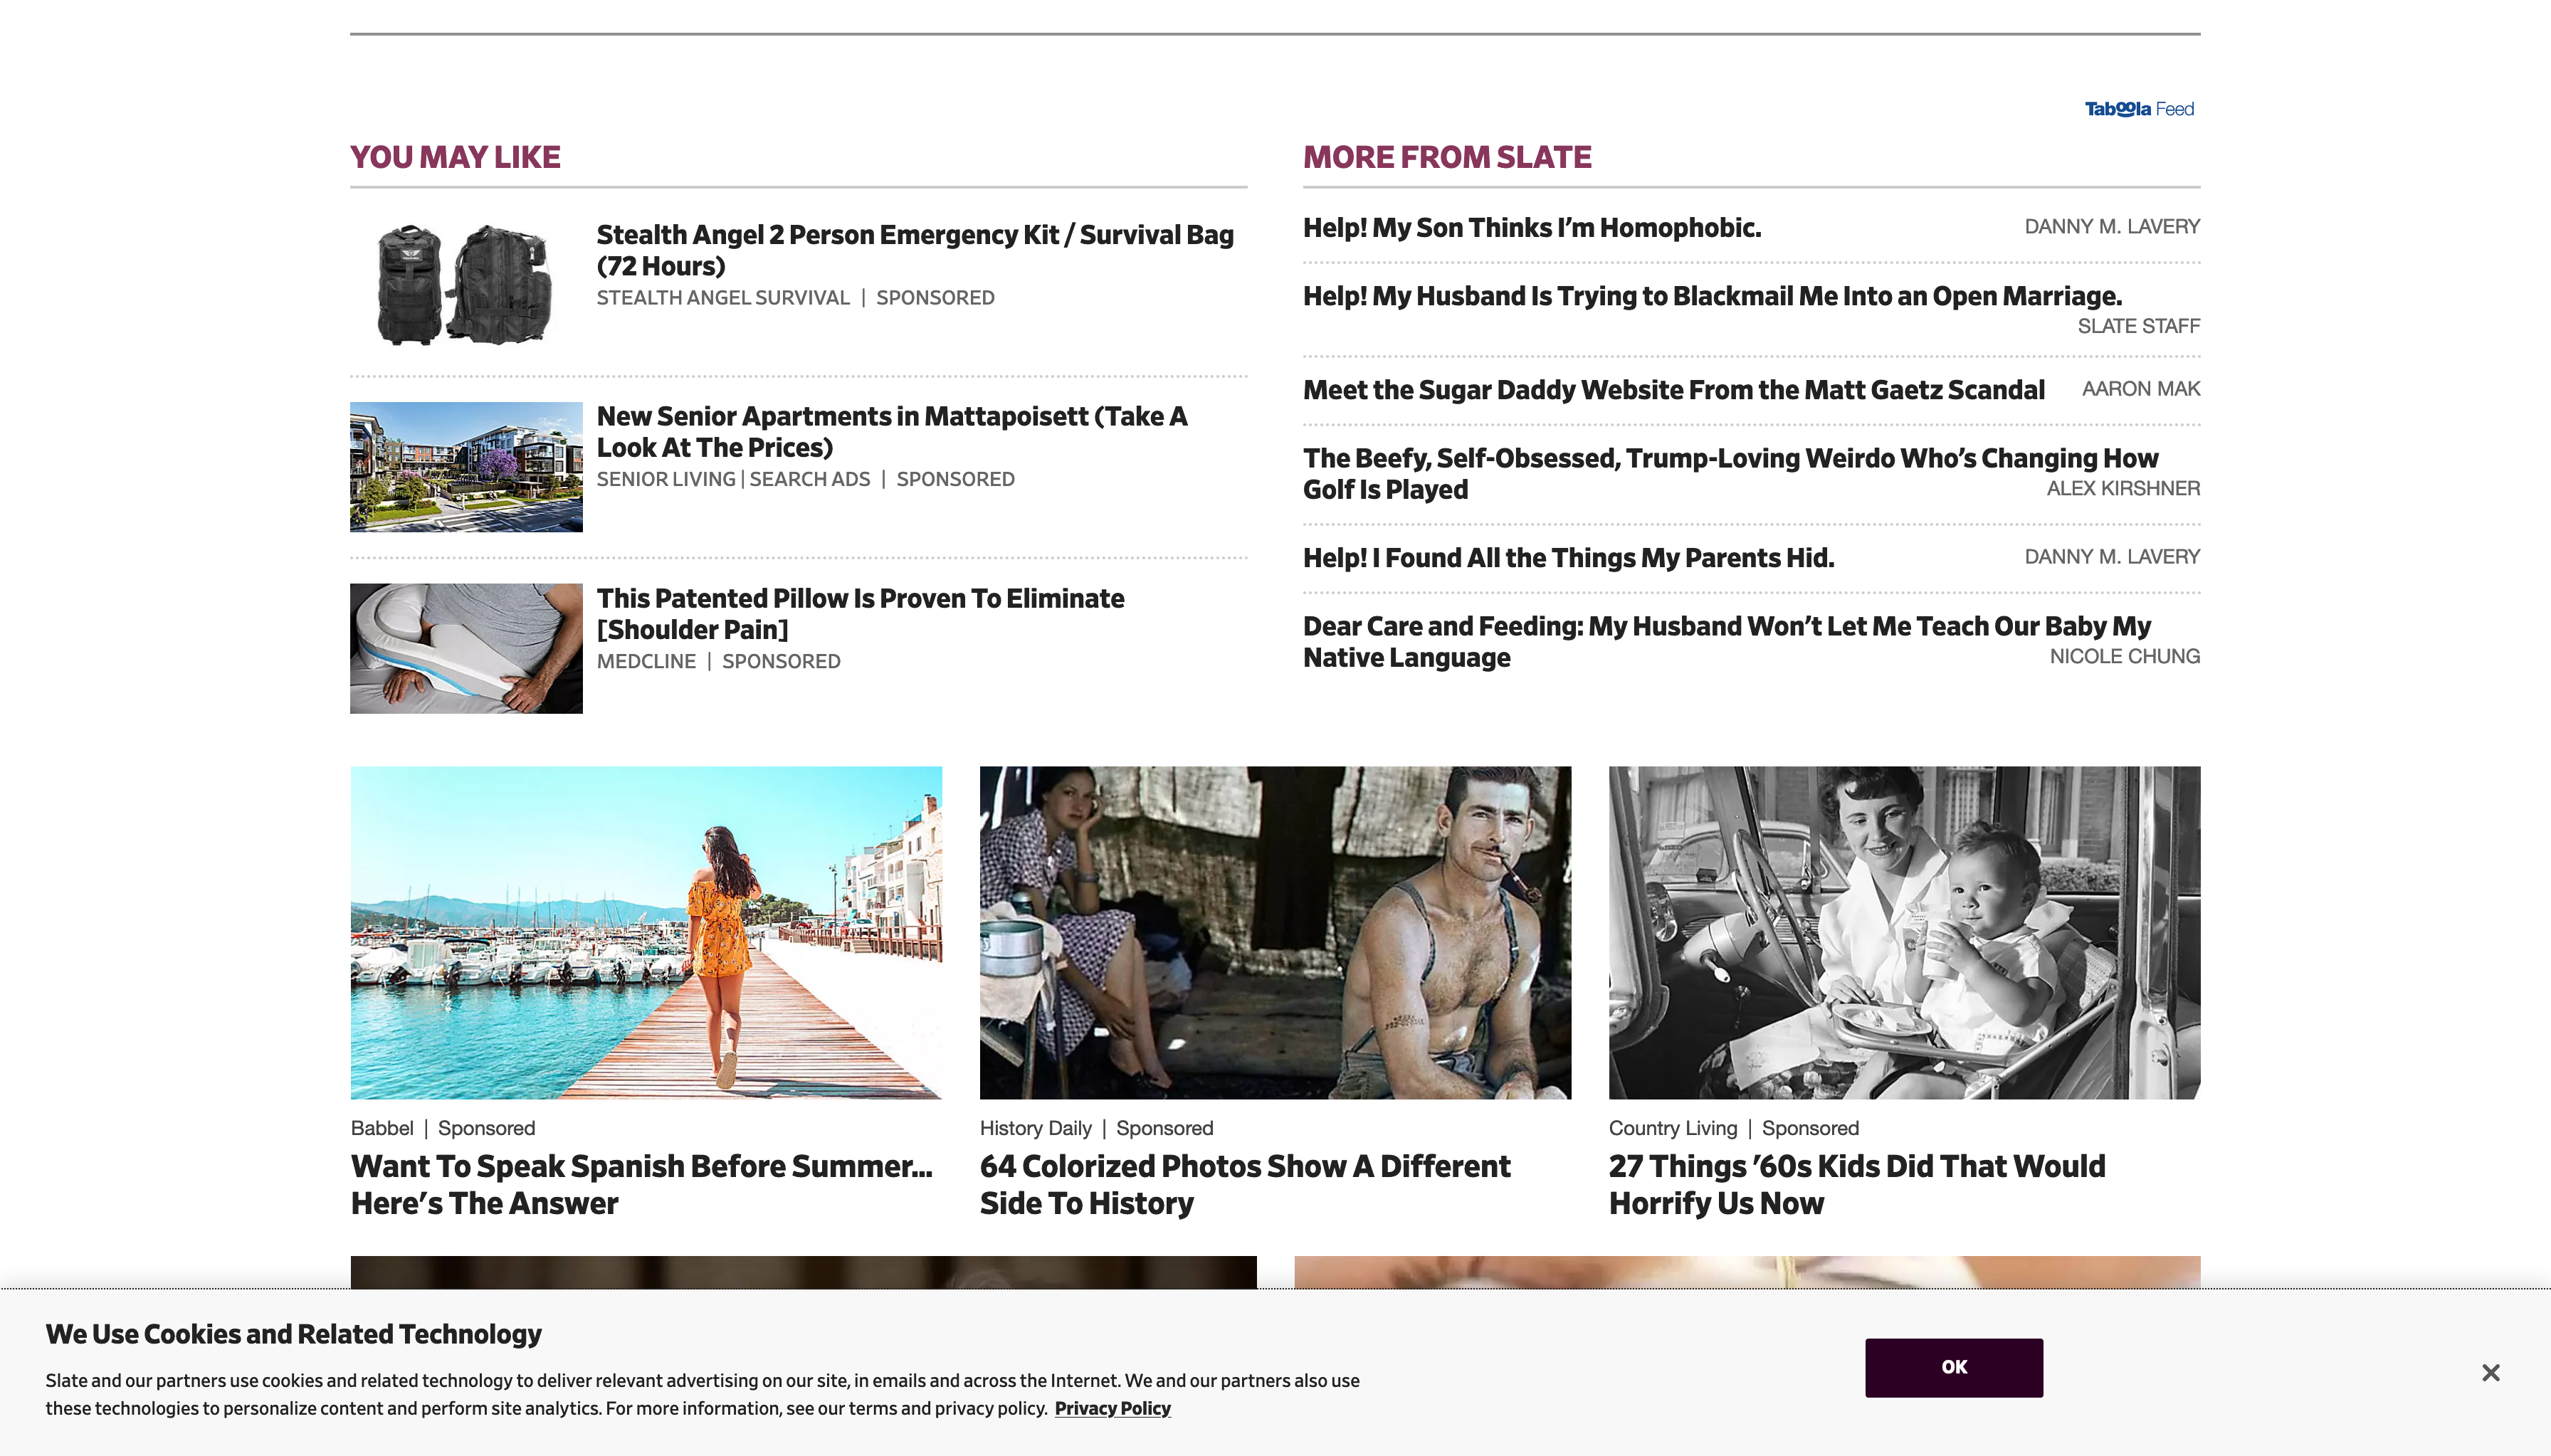 Taboola Feed
YOU MAY LIKE
Stealth Angel 2 Person Emergency Kit / Survival Bag
(72 Hours)
STEALTH ANGEL SURVIVAL | SPONSORED
New Senior Apartments in Mattapoisett (Take A
Look At The Prices)
SENIOR LIVING | SEARCH ADS | SPONSORED
This Patented Pillow Is Proven To Eliminate
[Shoulder Pain]
MEDCLINE | SPONSORED
MORE FROM SLATE
Help! My Son Thinks I’m Homophobic. DANNY M. LAVERY
Help! My Husband Is Trying to Blackmail Me Into an Open Marriage.
SLATE STAFF
Meet the Sugar Daddy Website From the Matt Gaetz Scandal AARON MAK
The Beefy, Self-Obsessed, Trump-Loving Weirdo Who’s Changing How
Golf Is Played ALEX KIRSHNER
Help! I Found All the Things My Parents Hid. DANNY M. LAVERY
Dear Care and Feeding: My Husband Won’t Let Me Teach Our Baby My
Native Language NICOLE CHUNG
Babbel | Sponsored
Want To Speak Spanish Before Summer...
Here’s The Answer
History Daily | Sponsored
64 Colorized Photos Show A Different
Side To History
Country Living | Sponsored
27 Things ’60s Kids Did That Would
Horrify Us Now
We Use Cookies and Related Technology
Slate and our partners use cookies and related technology to deliver relevant advertising on our site, in emails and across the Internet. We and our partners also use
these technologies to personalize content and perform site analytics. For more information, see our terms and privacy policy. Privacy Policy
OK